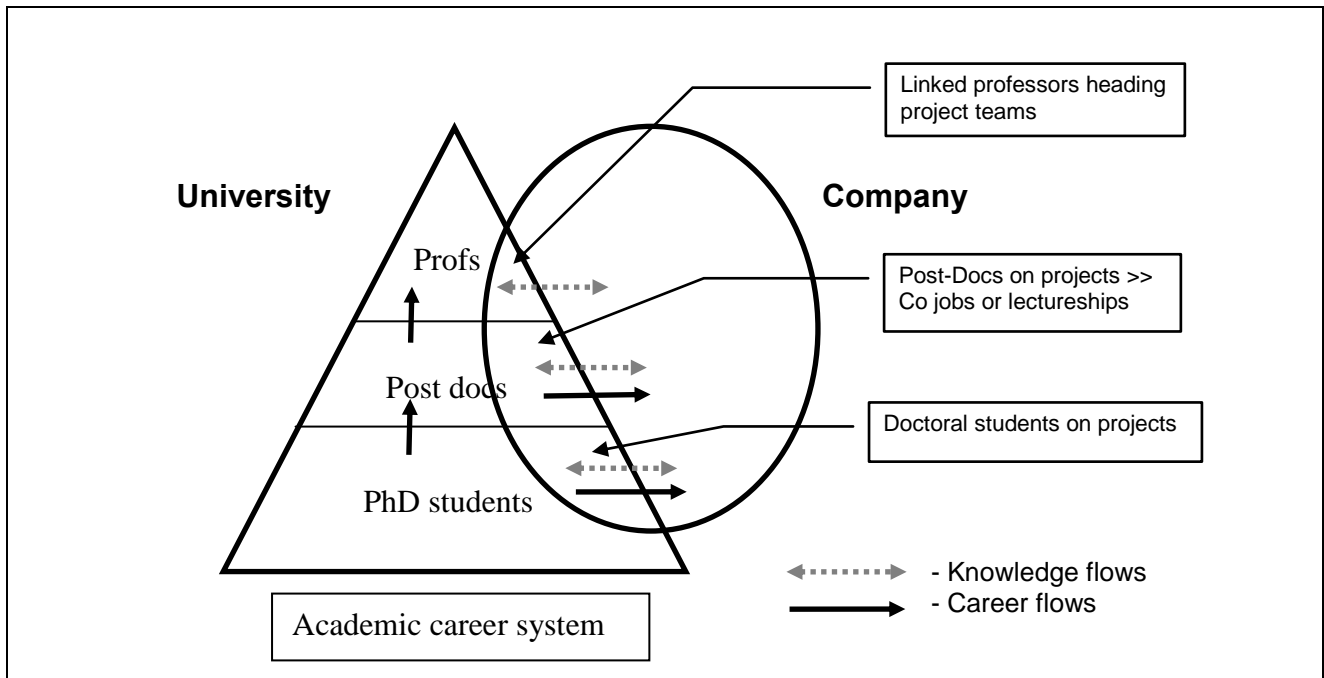 Linked professors heading
project teams
University
Company
Profs
Post-Docs on projects >>
Co jobs or lectureships
Post docs
Doctoral students on projects
PhD students
- Knowledge flows
- Career flows
Academic career system